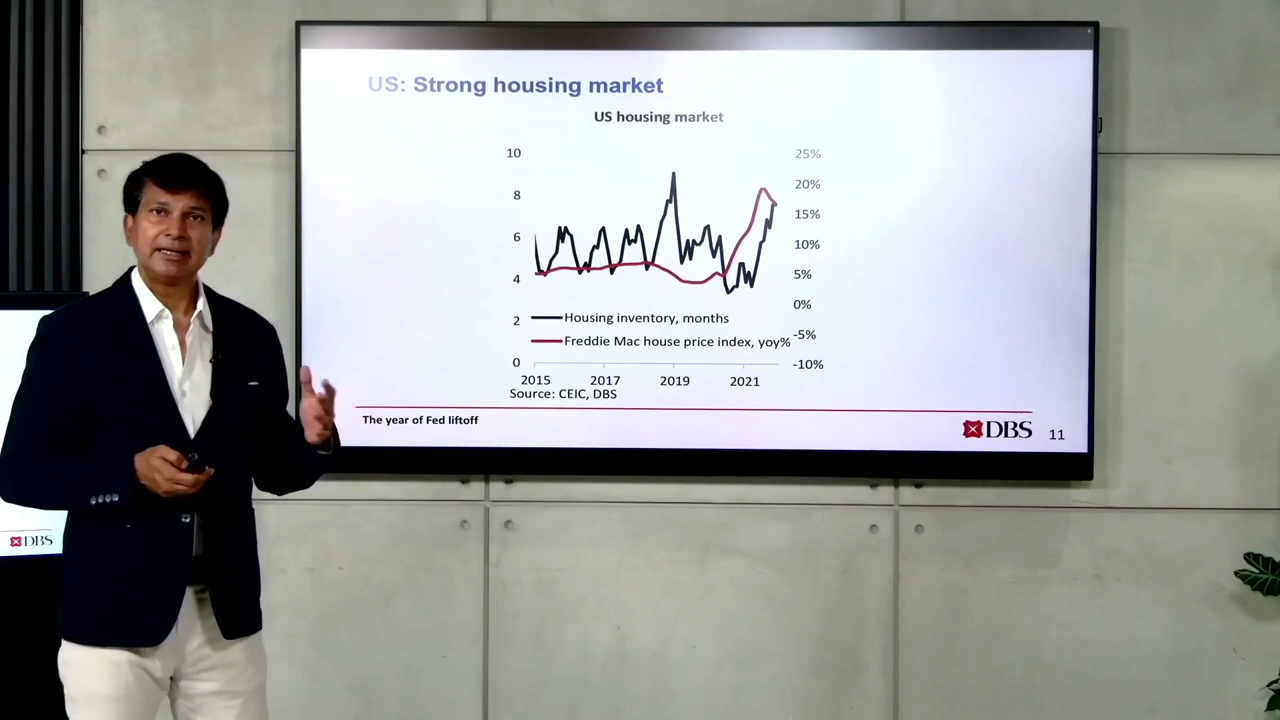 US: Strong housing market
US housing market
10
8
6
4
2
0
25%
20%
15%
10%
5%
0%
-5%
-10%
Housing inventory, months
Freddie Mac house price index, yoy%
2015 2017 2019 2021
Source: CEIC, DBS
The year of Fed liftoff
DBS 11
DBS